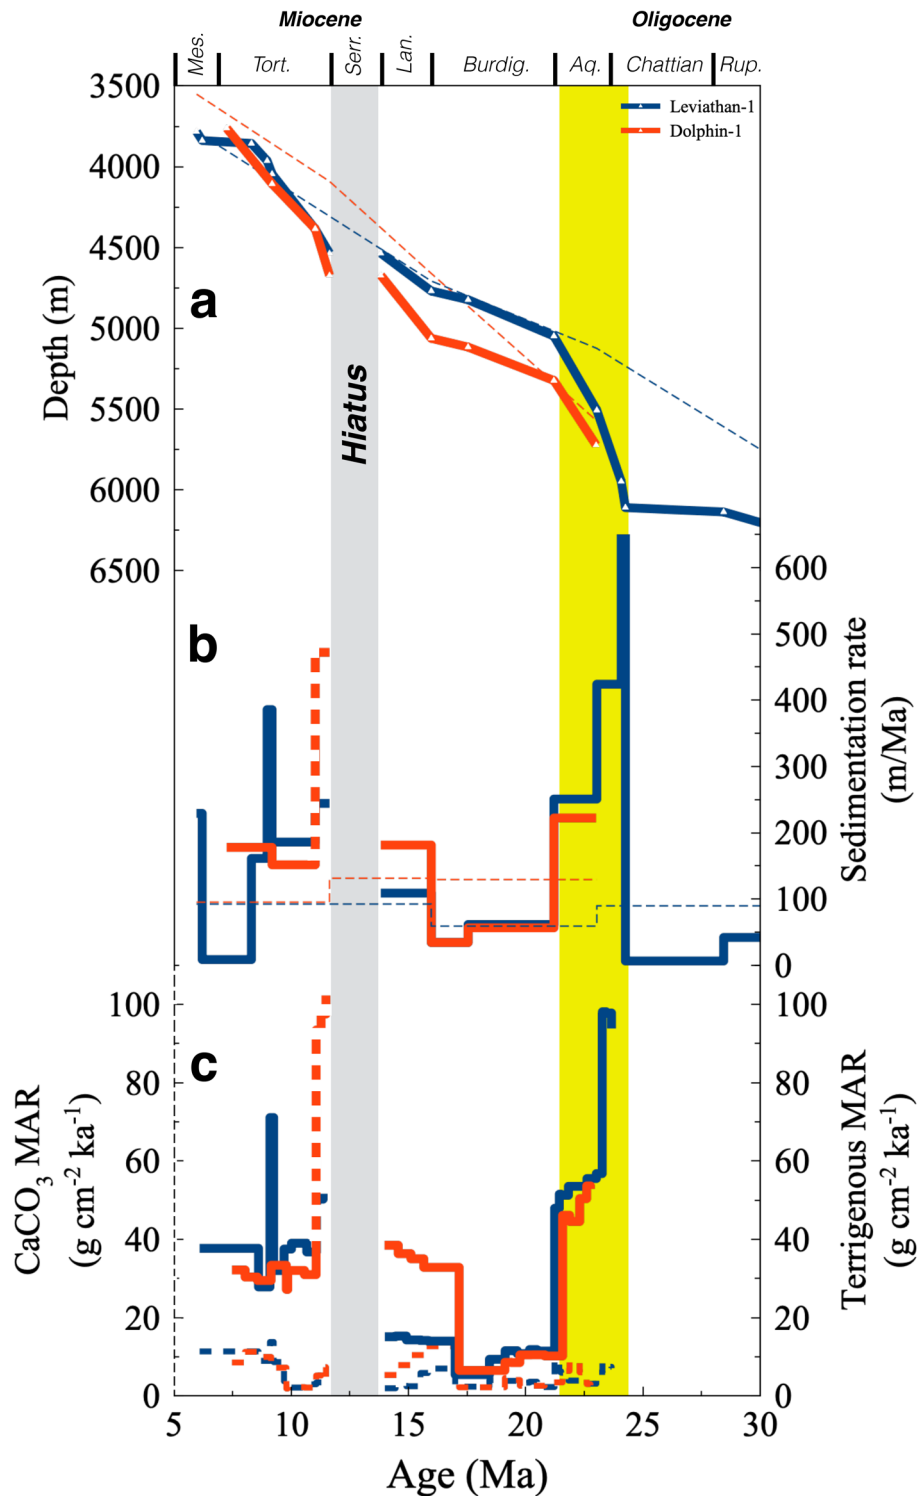 Miocene Oligocene
Mes. Tort. Serr. Lan. Burdig. Aq. Chattian Rup.
3500
Leviathan-1
Dolphin-1
4000
4500
a
5000
Depth (m)
Hiatus
5500
6000
6500
600
b
500
400
300
200
100
0
Sedimentation rate
(m/Ma)
c
100 100
80 80
60 60
40 40
20 20
0 0
CaCO3 MAR
(g cm-2 ka-1)
Terrigenous MAR
(g cm-2 ka-1)
5 10 15 20 25 30
Age (Ma)